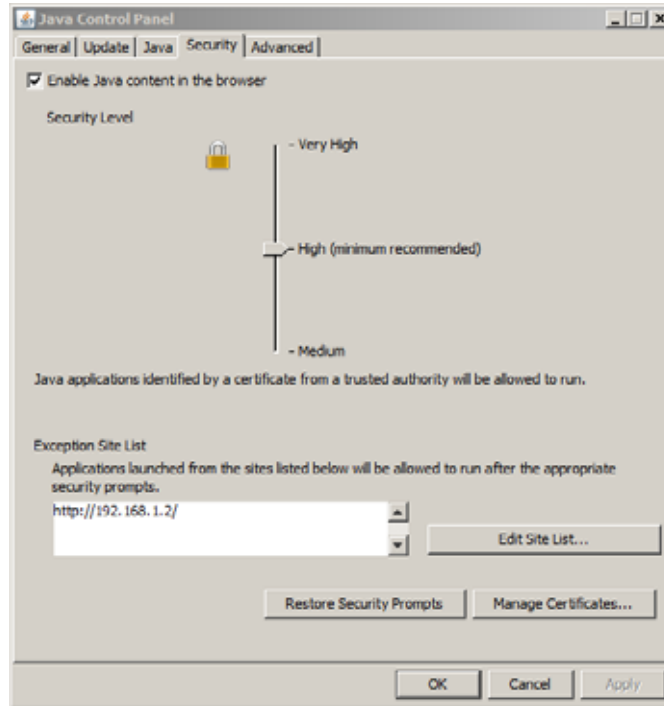 Java Control Panel
General Update Java Security Advanced
Enable Java content in the browser
Security Level
- Very High
- High (minimum recommended)
- Medium
Java applications identified by a certificate from a trusted authority will be allowed to run.
Exception Site List
Applications launched from the sites listed below will be allowed to run after the appropriate
security prompts.
http://192.168.1.2/
Edit Site List...
Restore Security Prompts Manage Certificates...
OK Cancel Apply